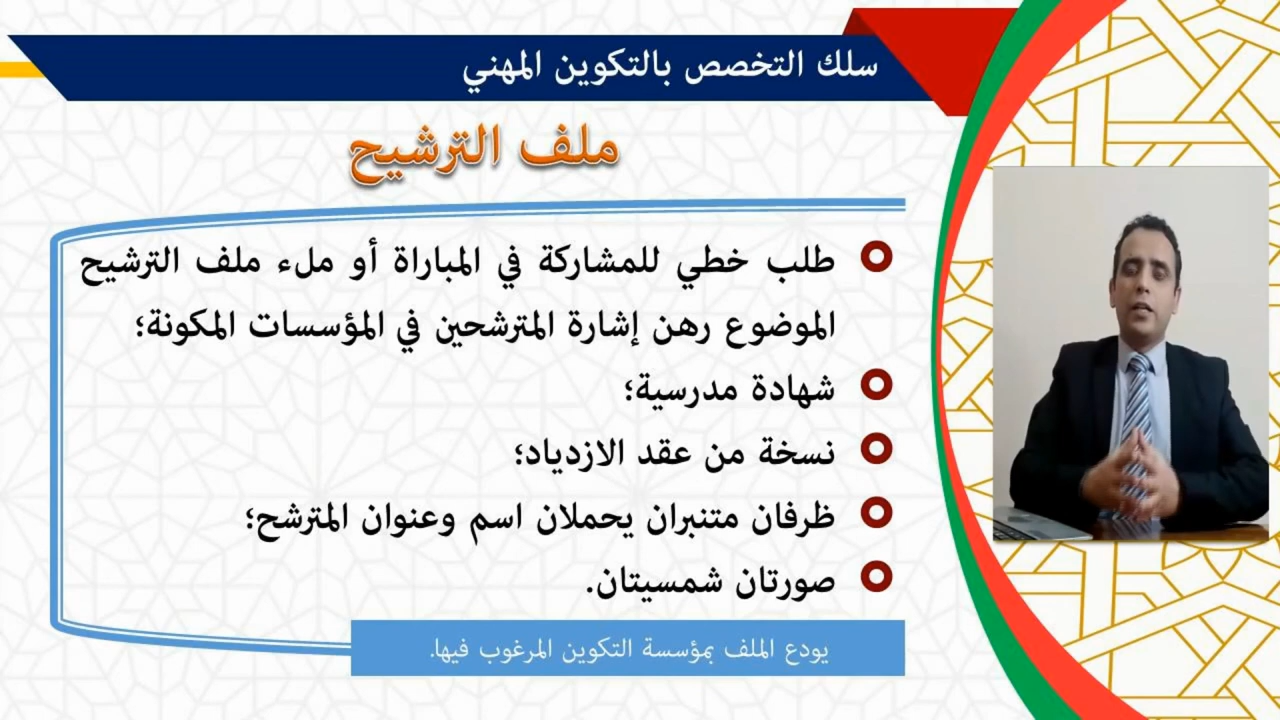 سلك التخصص بالتكوين المهني
ملف الترشيح
طلب خطي للمشاركة في المباراة أو ملء ملف الترشيح
الموضوع رهن إشارة المترشحين في المؤسسات المكونة؛
شهادة مدرسية؛
نسخة من عقد الازدياد؛
ظرفان متنبران يحملان اسم وعنوان المترشح؛
صورتان شمسيتان.
يودع الملف بمؤسسة التكوين المرغوب فيها.